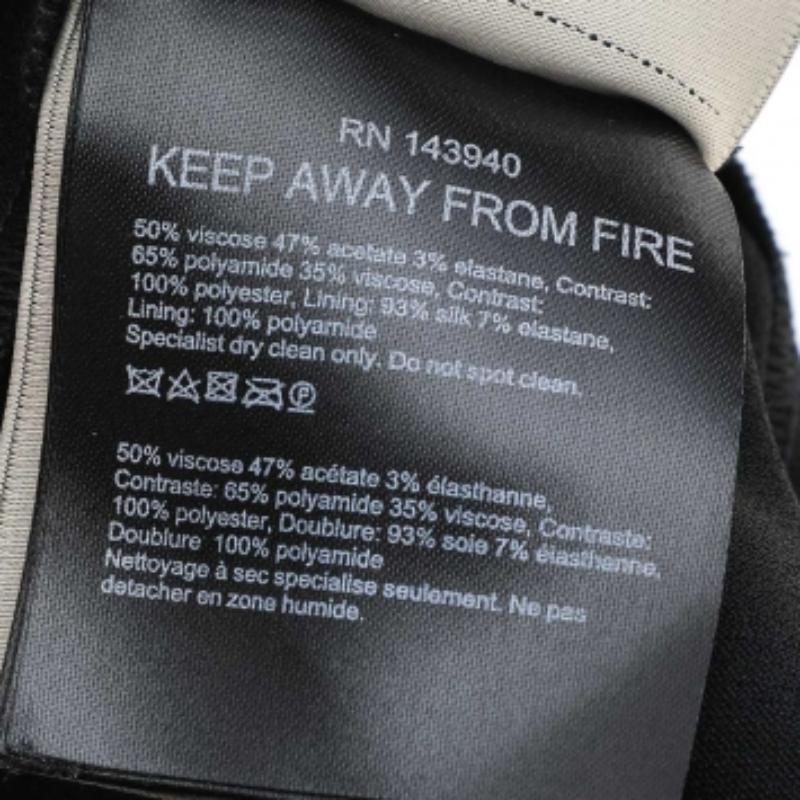 RN 143940
KEEP AWAY FROM FIRE
50% viscose 47% acetate 3% elastane, Contrast:
65% polyamide 35% viscose, Contrast:
100% polyester, Lining: 93% silk 7% elastane,
Lining: 100% polyamide
Specialist dry clean only. Do not spot clean.
P
50% viscose 47% acétate 3% élasthanne,
Contraste: 65% polyamide 35% viscose, Contraste:
100% polyester, Doublure: 93% soie 7% élasthanne,
Doublure 100% polyamide
Nettoyage à sec specialise seulement. Ne pas
detacher en zone humide.